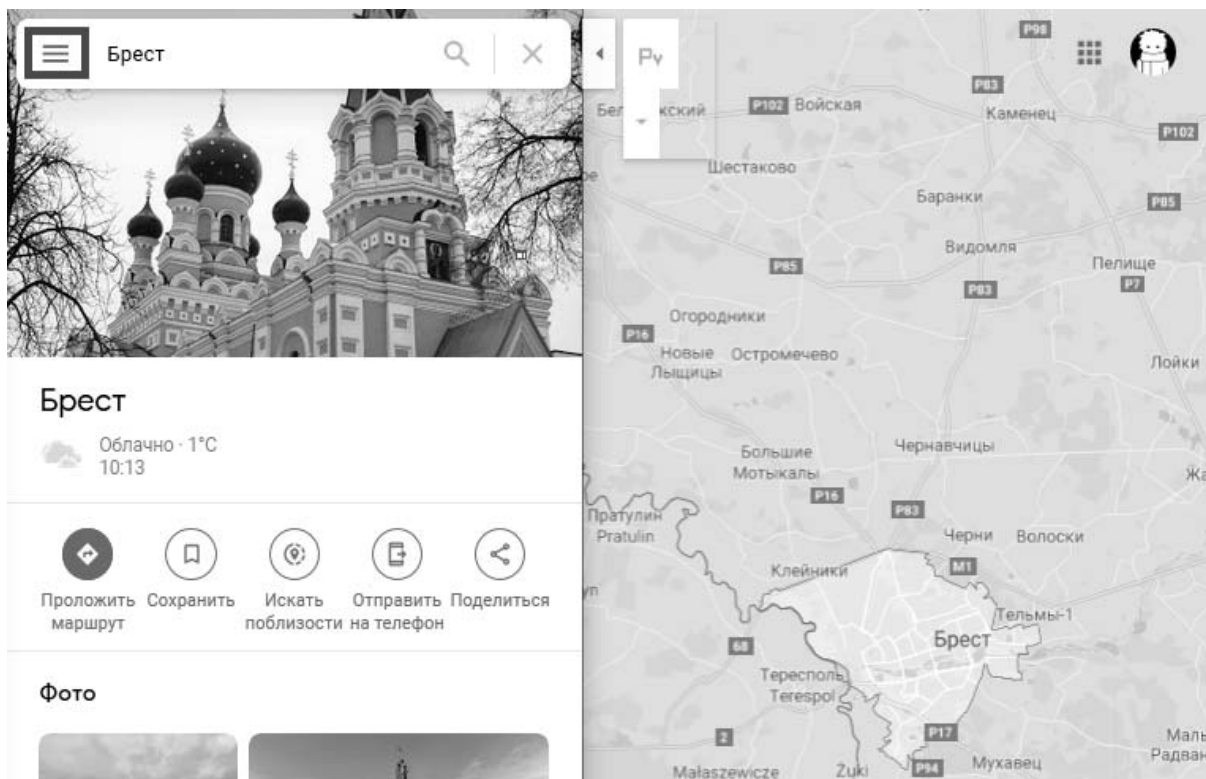 Брест
Брест
Облачно · 1°C
10:13
Проложить
маршрут
Сохранить
Искать
поблизости
Отправить
на телефон
Поделиться
Фото
P98
P83
P102
Войская
Каменец
P102
Шестаково
Баранки
P85
Видомля
P85
P83
Пелище
P7
Огородники
P16
Новые
Лыщицы
Остромечево
Лойки
Большие
Мотыкалы
Чернавчицы
P16
P83
Пратулин
Pratulin
Черни
Волоски
Клейники
M1
Тельмы-1
68
Брест
Тересполь
Terespol
2
P17
Małaszewicze
Żuki
P94
Мухавец